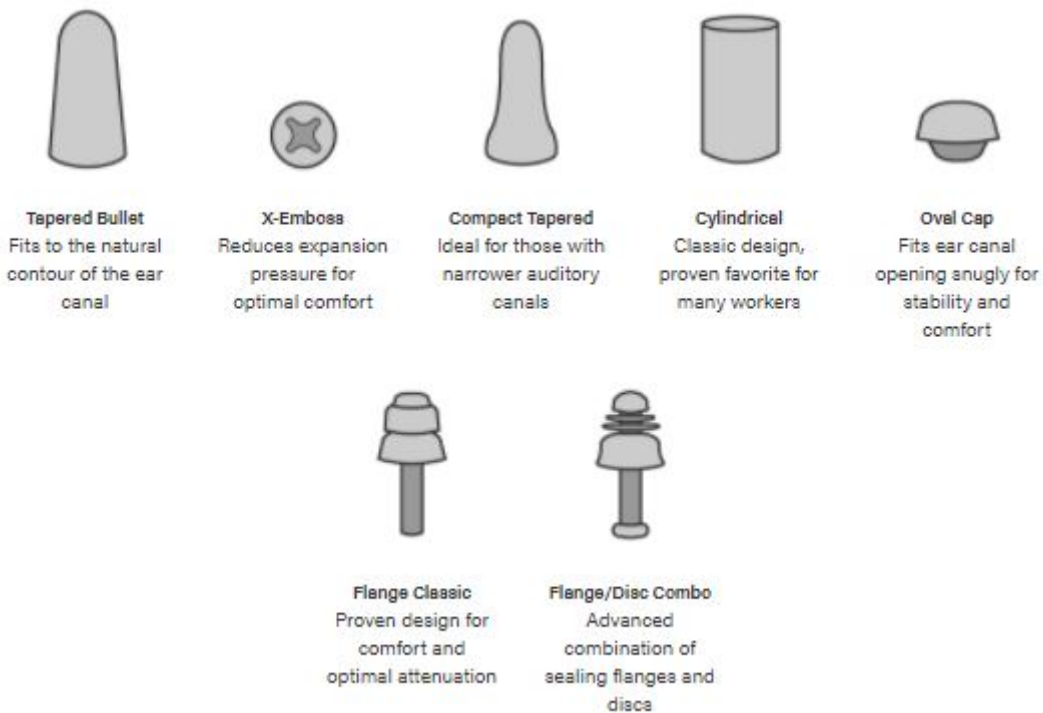 Tapered Bullet
Fits to the natural
contour of the ear
canal
X-Emboss
Reduces expansion
pressure for
optimal comfort
Compact Tapered
Ideal for those with
narrower auditory
canals
Cylindrical
Classic design,
proven favorite for
many workers
Oval Cap
Fits ear canal
opening snugly for
stability and
comfort
Flange Classic
Proven design for
comfort and
optimal attenuation
Flange/Disc Combo
Advanced
combination of
sealing flanges and
discs